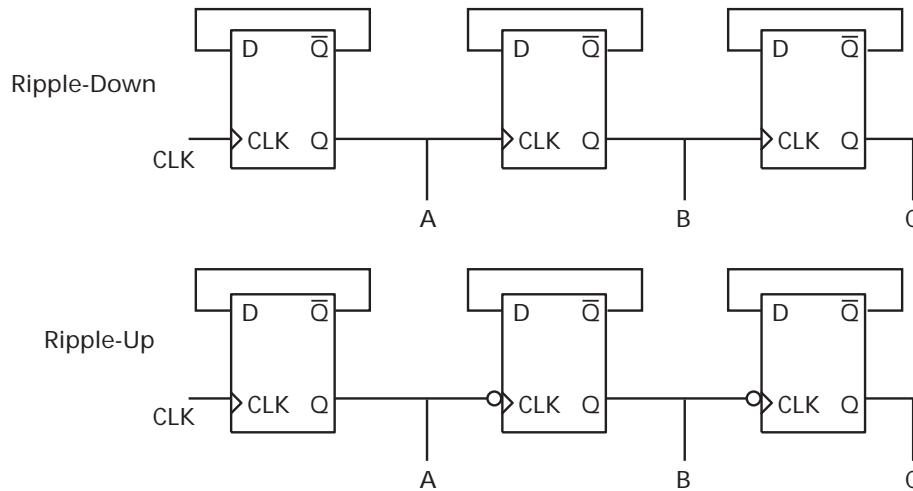 D Q̅ D Q̅ D Q̅
Ripple-Down
CLK CLK Q CLK Q CLK Q
A B C
D Q̅ D Q̅ D Q̅
Ripple-Up
CLK CLK Q CLK Q CLK Q
A B C